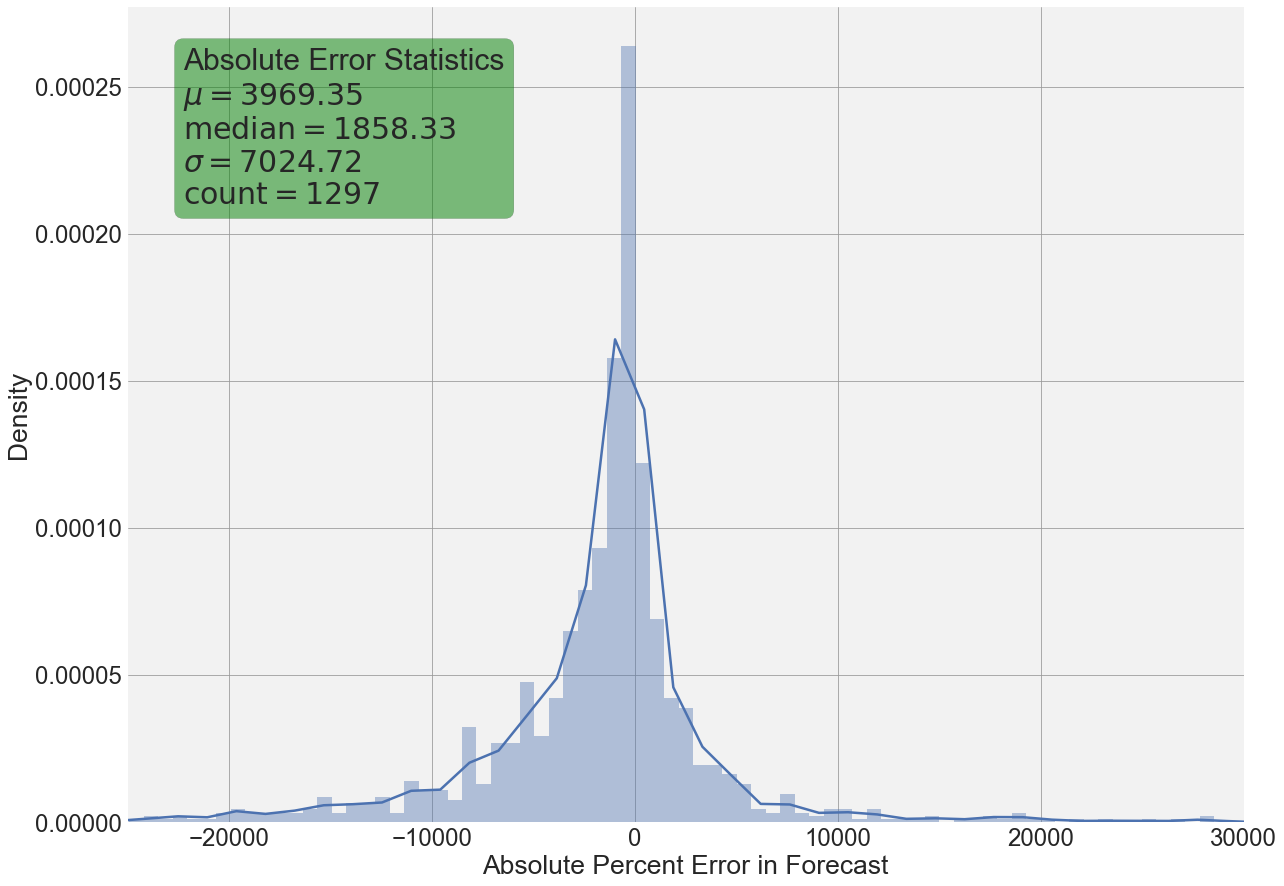 Absolute Error Statistics
μ = 3969.35
median = 1858.33
σ = 7024.72
count = 1297
0.00025
0.00020
0.00015
0.00010
0.00005
0.00000
Density
−20000 −10000 0 10000 20000 30000
Absolute Percent Error in Forecast